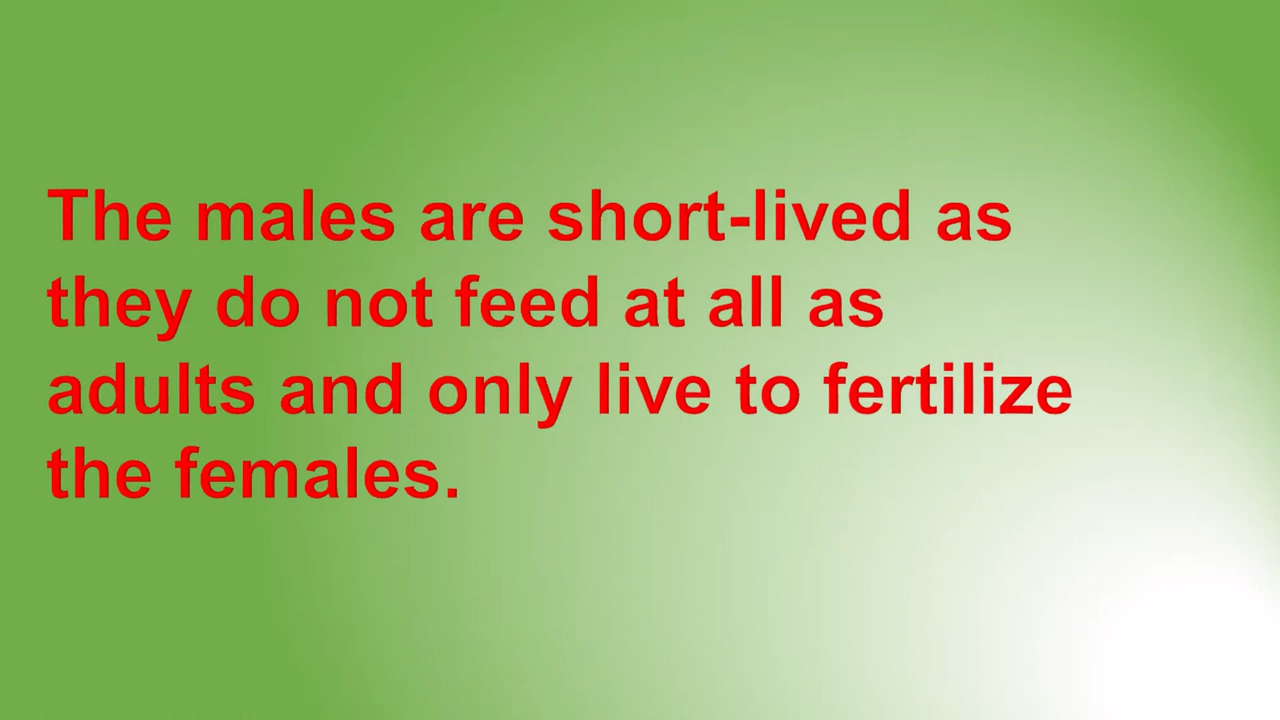 The males are short-lived as
they do not feed at all as
adults and only live to fertilize
the females.